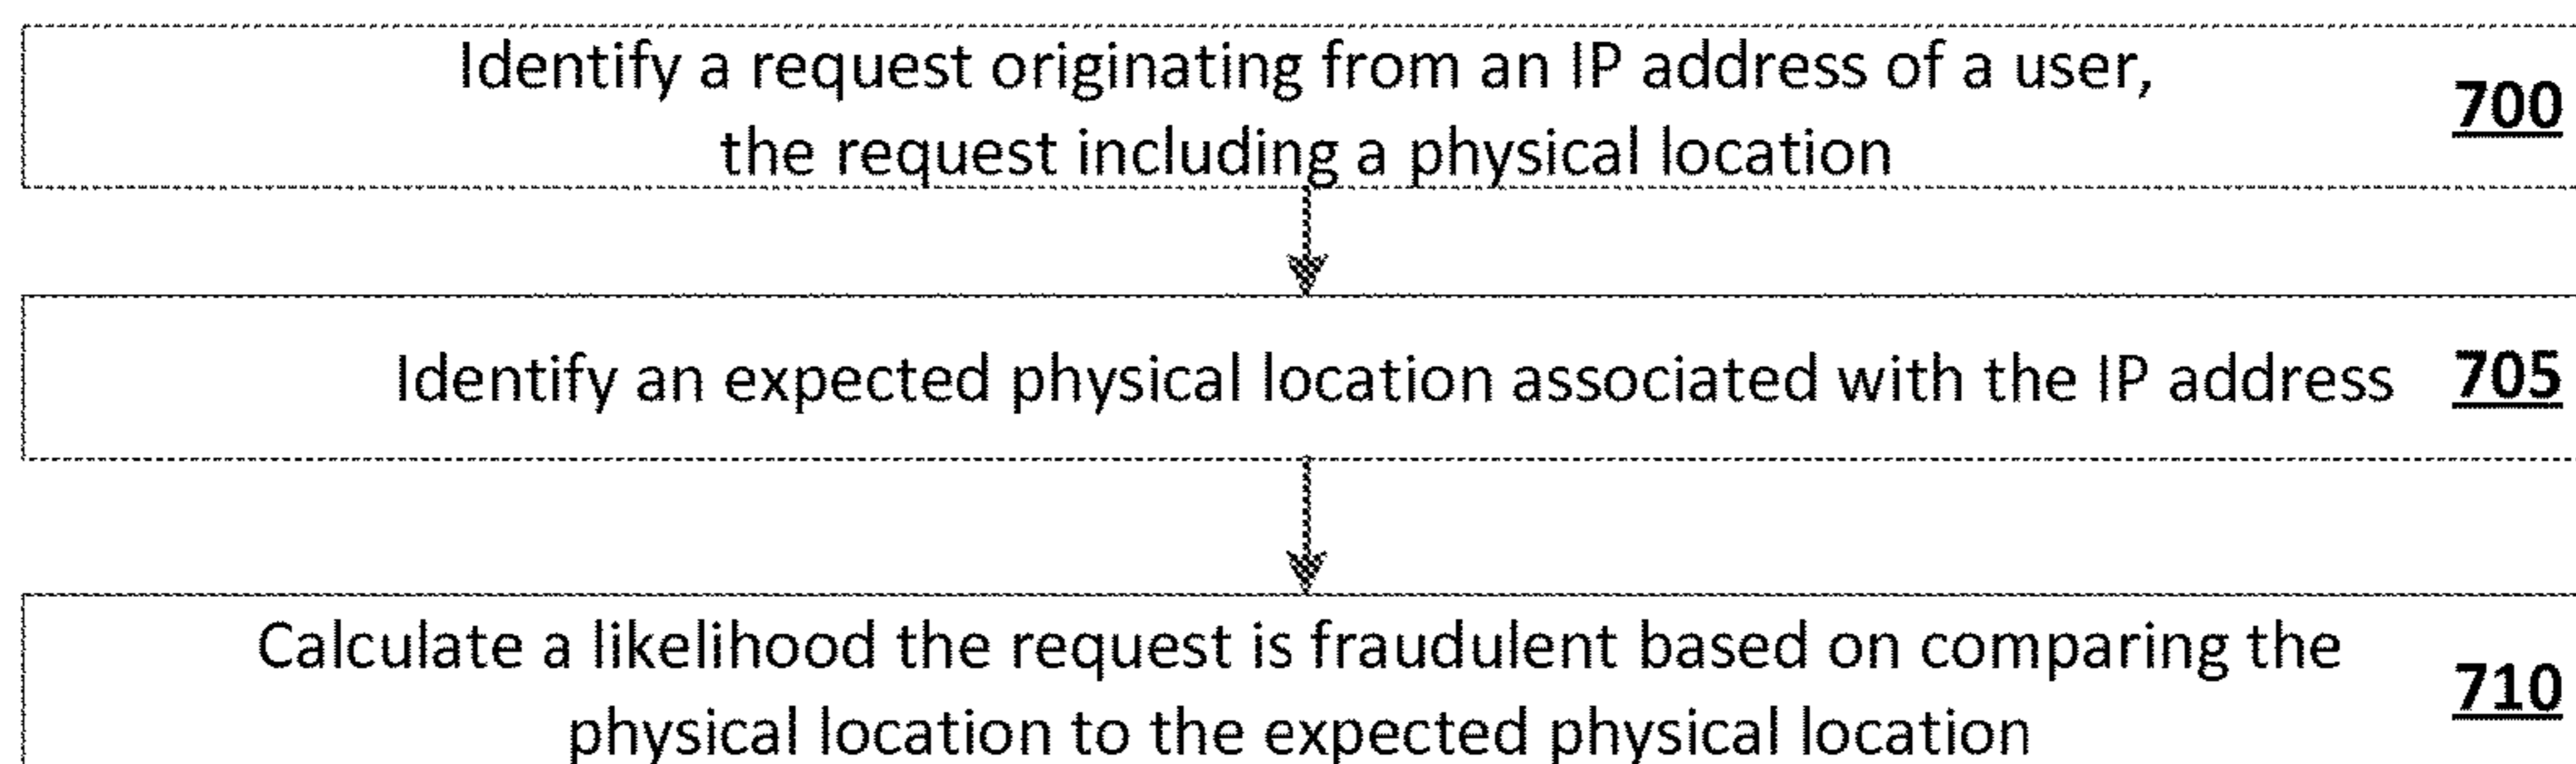 Identify a request originating from an IP address of a user,
the request including a physical location
700
Identify an expected physical location associated with the IP address 705
Calculate a likelihood the request is fraudulent based on comparing the
physical location to the expected physical location
710